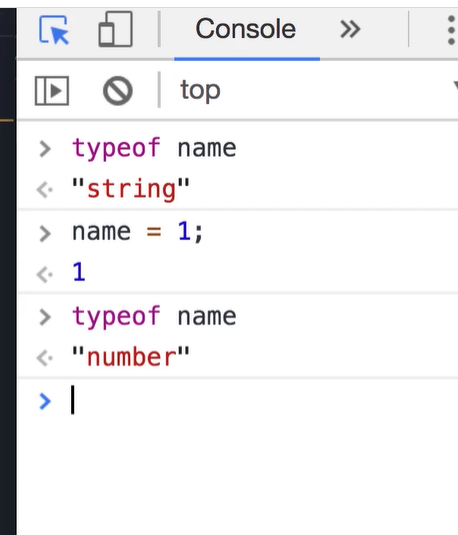 Console
top
> typeof name
<· "string"
> name = 1;
<· 1
> typeof name
<· "number"
>